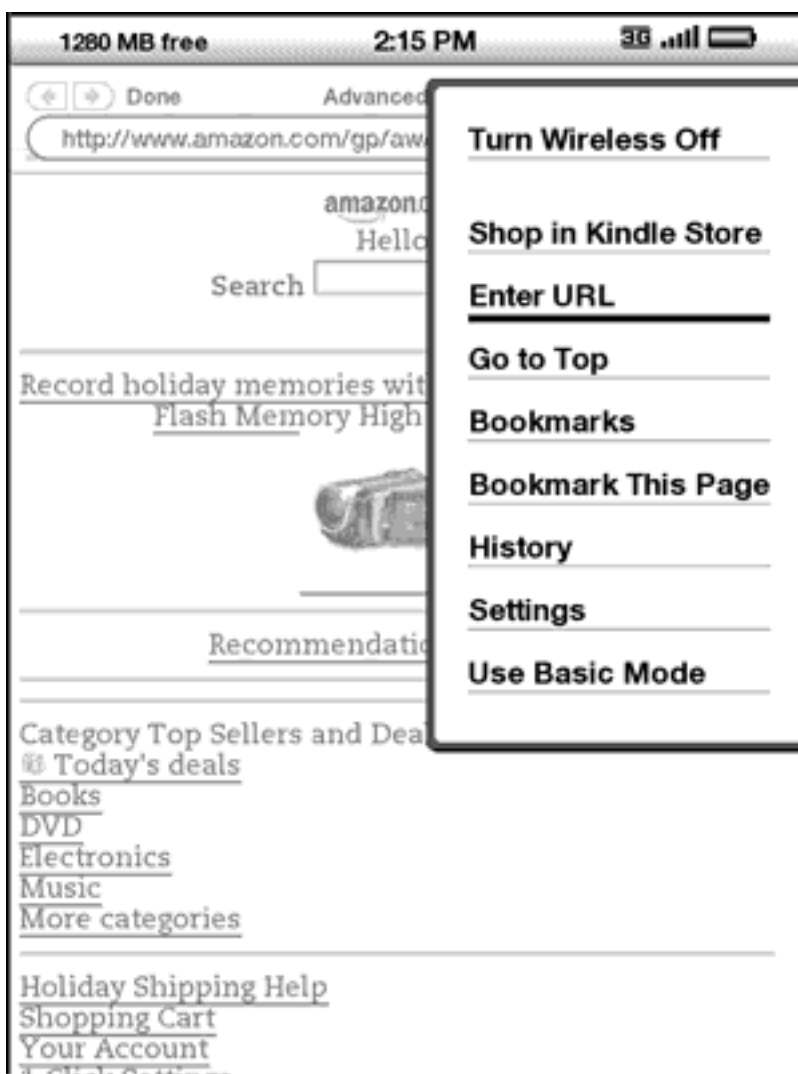 1280 MB free 2:15 PM 3G
Done Advanced
http://www.amazon.com/gp/aw
amazon.c
Hello
Search
Record holiday memories wit
Flash Memory High
Recommendatio
Category Top Sellers and Deal
Today's deals
Books
DVD
Electronics
Music
More categories
Holiday Shipping Help
Shopping Cart
Your Account
1-Click Settings
Turn Wireless Off
Shop in Kindle Store
Enter URL
Go to Top
Bookmarks
Bookmark This Page
History
Settings
Use Basic Mode